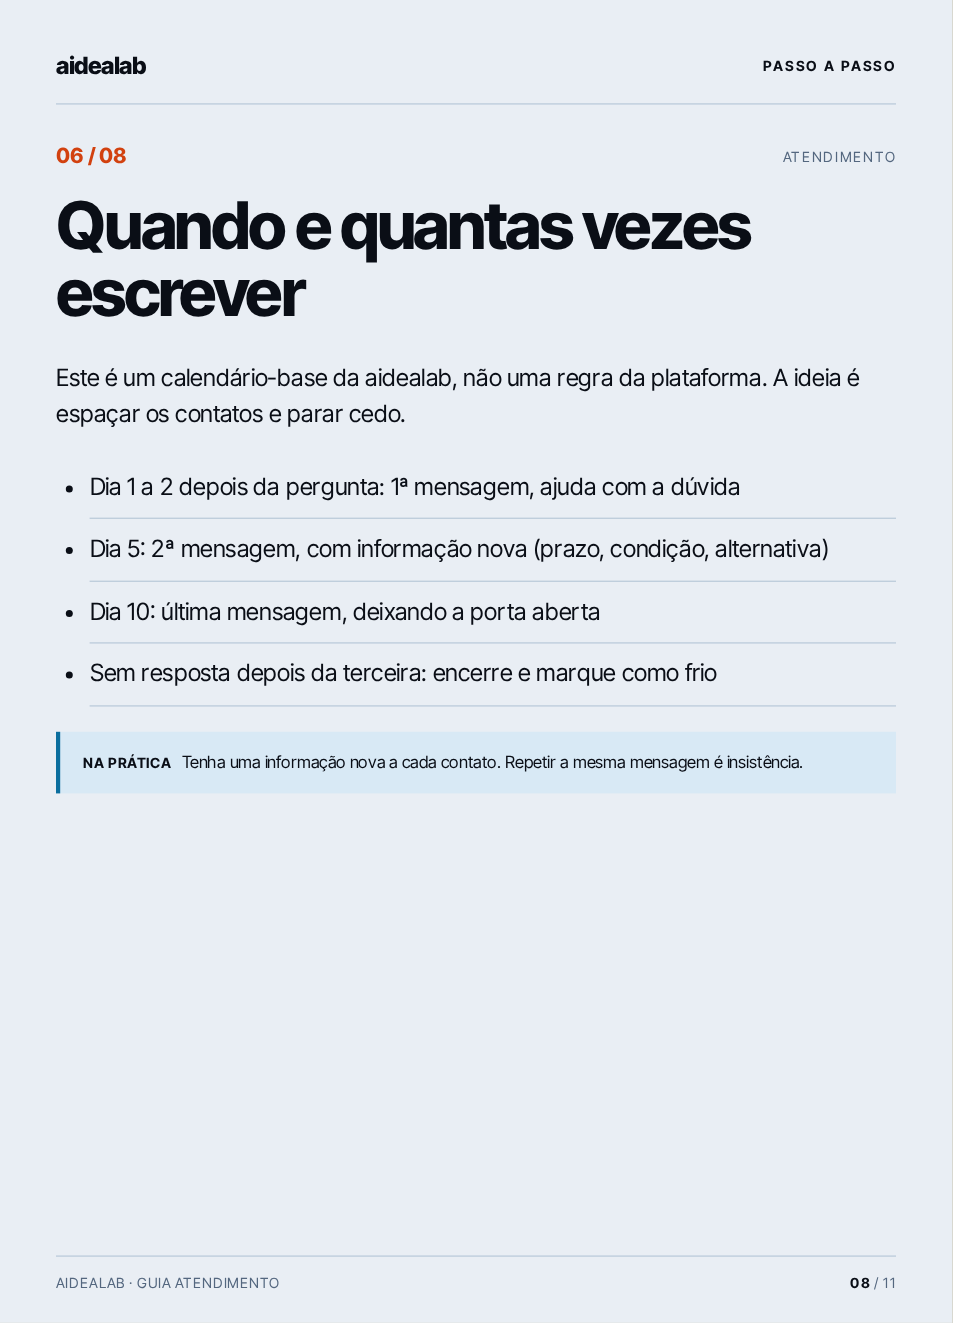 aidealab
PASSO A PASSO
06 / 08
ATENDIMENTO
Quando e quantas vezes
escrever
Este é um calendário-base da aidealab, não uma regra da plataforma. A ideia é
espaçar os contatos e parar cedo.
• Dia 1 a 2 depois da pergunta: 1ª mensagem, ajuda com a dúvida
• Dia 5: 2ª mensagem, com informação nova (prazo, condição, alternativa)
• Dia 10: última mensagem, deixando a porta aberta
• Sem resposta depois da terceira: encerre e marque como frio
NA PRÁTICA Tenha uma informação nova a cada contato. Repetir a mesma mensagem é insistência.
AIDEALAB · GUIA ATENDIMENTO
08 / 11